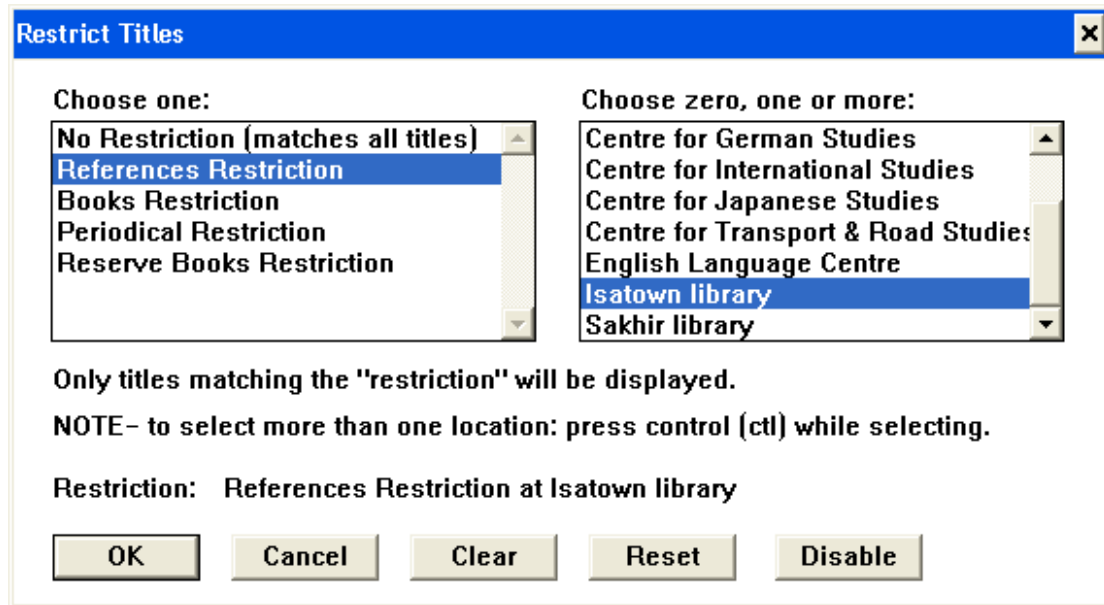 Restrict Titles
Choose one:
No Restriction (matches all titles)
References Restriction
Books Restriction
Periodical Restriction
Reserve Books Restriction
Choose zero, one or more:
Centre for German Studies
Centre for International Studies
Centre for Japanese Studies
Centre for Transport & Road Studies
English Language Centre
Isatown library
Sakhir library
Only titles matching the "restriction" will be displayed.
NOTE- to select more than one location: press control (ctl) while selecting.
Restriction: References Restriction at Isatown library
OK Cancel Clear Reset Disable